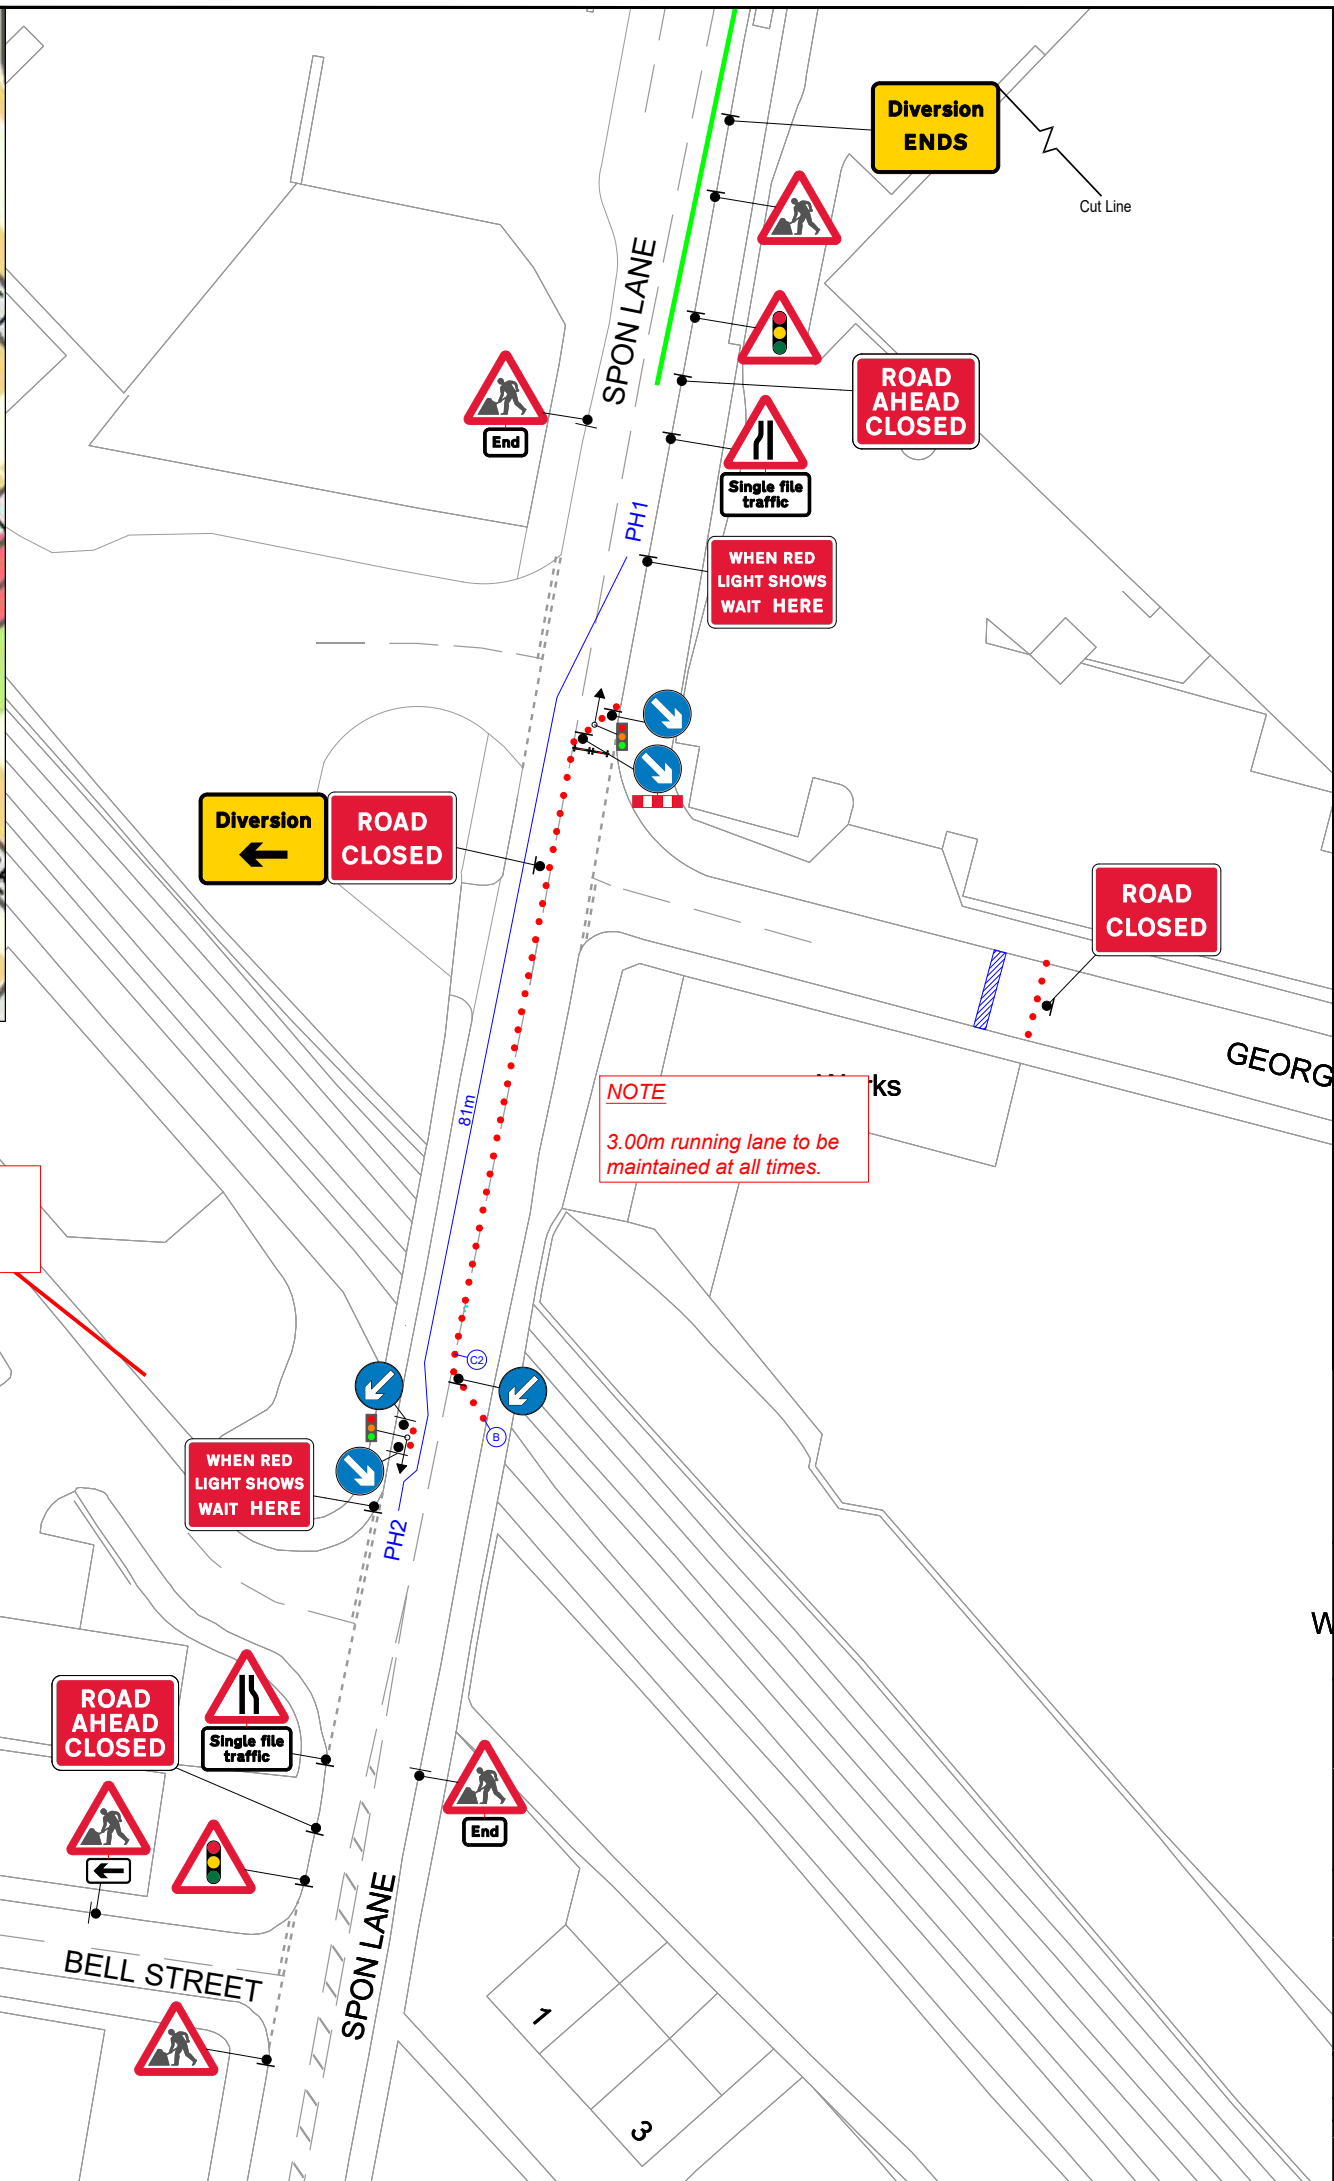 Diversion
ENDS
Cut Line
SPON LANE
ROAD
AHEAD
CLOSED
End
Single file
traffic
PH1
WHEN RED
LIGHT SHOWS
WAIT HERE
Diversion
ROAD
CLOSED
ROAD
CLOSED
GEORG
rks
NOTE
3.00m running lane to be
maintained at all times.
81m
C2
B
WHEN RED
LIGHT SHOWS
WAIT HERE
PH2
W
ROAD
AHEAD
CLOSED
Single file
traffic
End
SPON LANE
BELL STREET
1
3